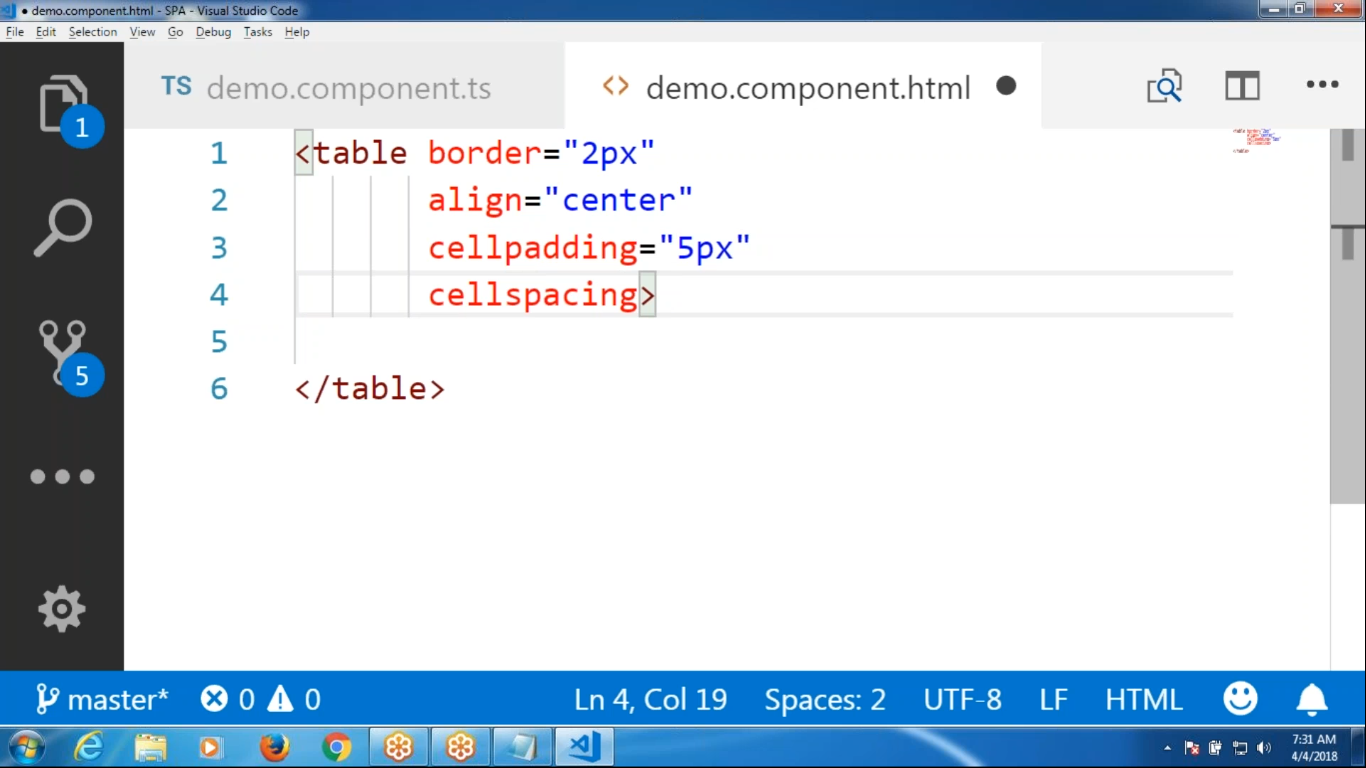 demo.component.html - SPA - Visual Studio Code
File Edit Selection View Go Debug Tasks Help
TS demo.component.ts <> demo.component.html
1 <table border="2px"
2 align="center"
3 cellpadding="5px"
4 cellspacing>
5
6 </table>
1
5
master* 0 0 Ln 4, Col 19 Spaces: 2 UTF-8 LF HTML
7:31 AM
4/4/2018